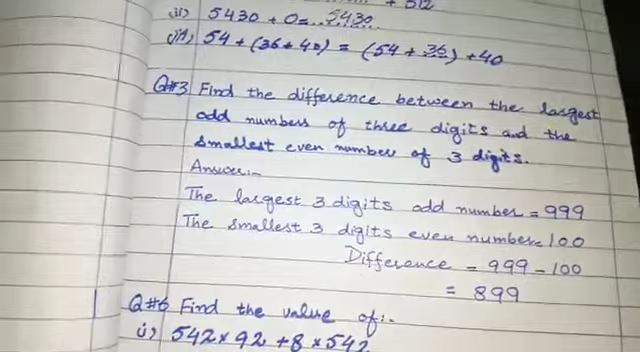 + 512
ii) 5430 + 0 = 5430
iii) 54 + (36 + 40) = (54 + 36) + 40
Q#3 Find the difference between the largest
odd numbers of three digits and the
smallest even number of 3 digits.
Answer:-
The largest 3 digits odd number = 999
The smallest 3 digits even number = 100
Difference = 999 - 100
= 899
Q#6 Find the value of:-
i) 542 x 92 + 8 x 542